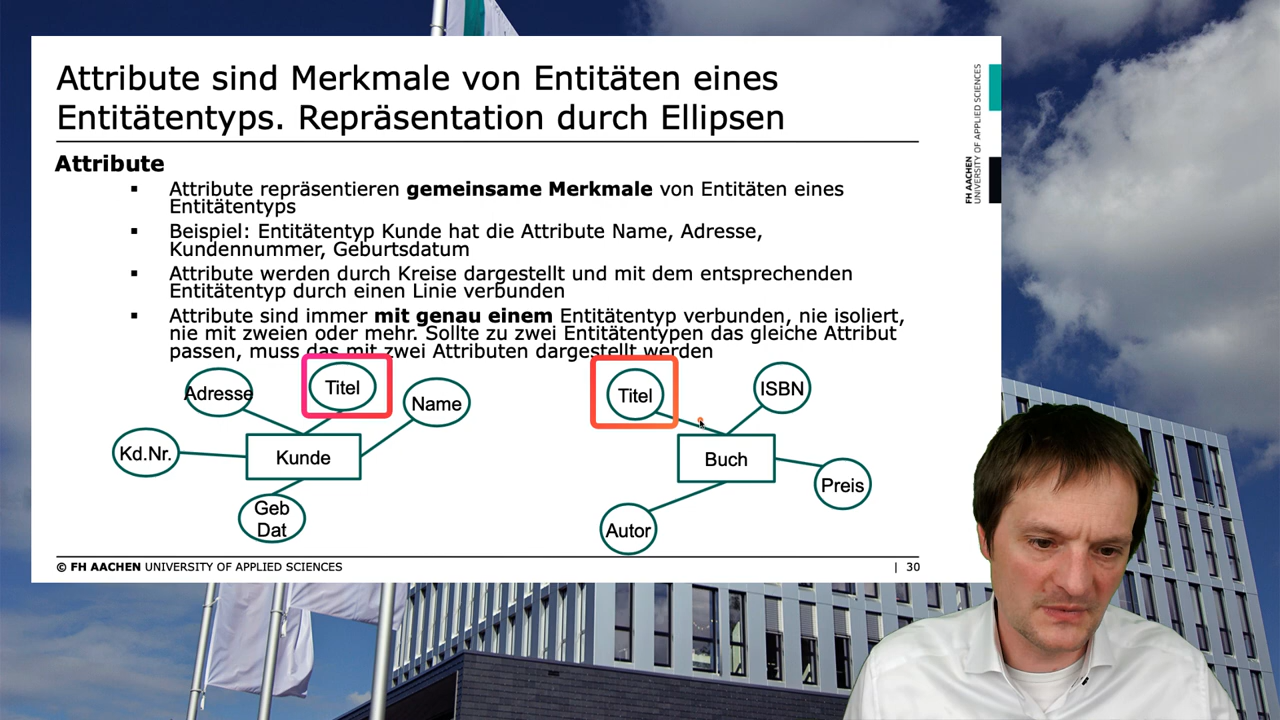 Attribute sind Merkmale von Entitäten eines
Entitätentyps. Repräsentation durch Ellipsen
FH AACHEN
UNIVERSITY OF APPLIED SCIENCES
Attribute
▪ Attribute repräsentieren gemeinsame Merkmale von Entitäten eines
Entitätentyps
▪ Beispiel: Entitätentyp Kunde hat die Attribute Name, Adresse,
Kundennummer, Geburtsdatum
▪ Attribute werden durch Kreise dargestellt und mit dem entsprechenden
Entitätentyp durch einen Linie verbunden
▪ Attribute sind immer mit genau einem Entitätentyp verbunden, nie isoliert,
nie mit zweien oder mehr. Sollte zu zwei Entitätentypen das gleiche Attribut
passen, muss das mit zwei Attributen dargestellt werden
Adresse
Titel
Name
Kd.Nr.
Kunde
Geb
Dat
Titel
ISBN
Buch
Preis
Autor
© FH AACHEN UNIVERSITY OF APPLIED SCIENCES
| 30